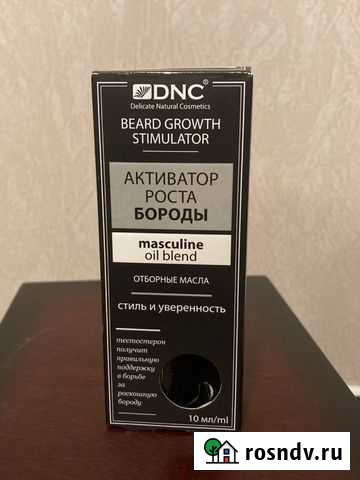 DNC®
Delicate Natural Cosmetics
BEARD GROWTH
STIMULATOR
АКТИВАТОР
РОСТА
БОРОДЫ
masculine
oil blend
ОТБОРНЫЕ МАСЛА
стиль и уверенность
тестостерон
получит
правильную
поддержку
в борьбе
за
роскошную
бороду
10 мл/ml
rosndv.ru